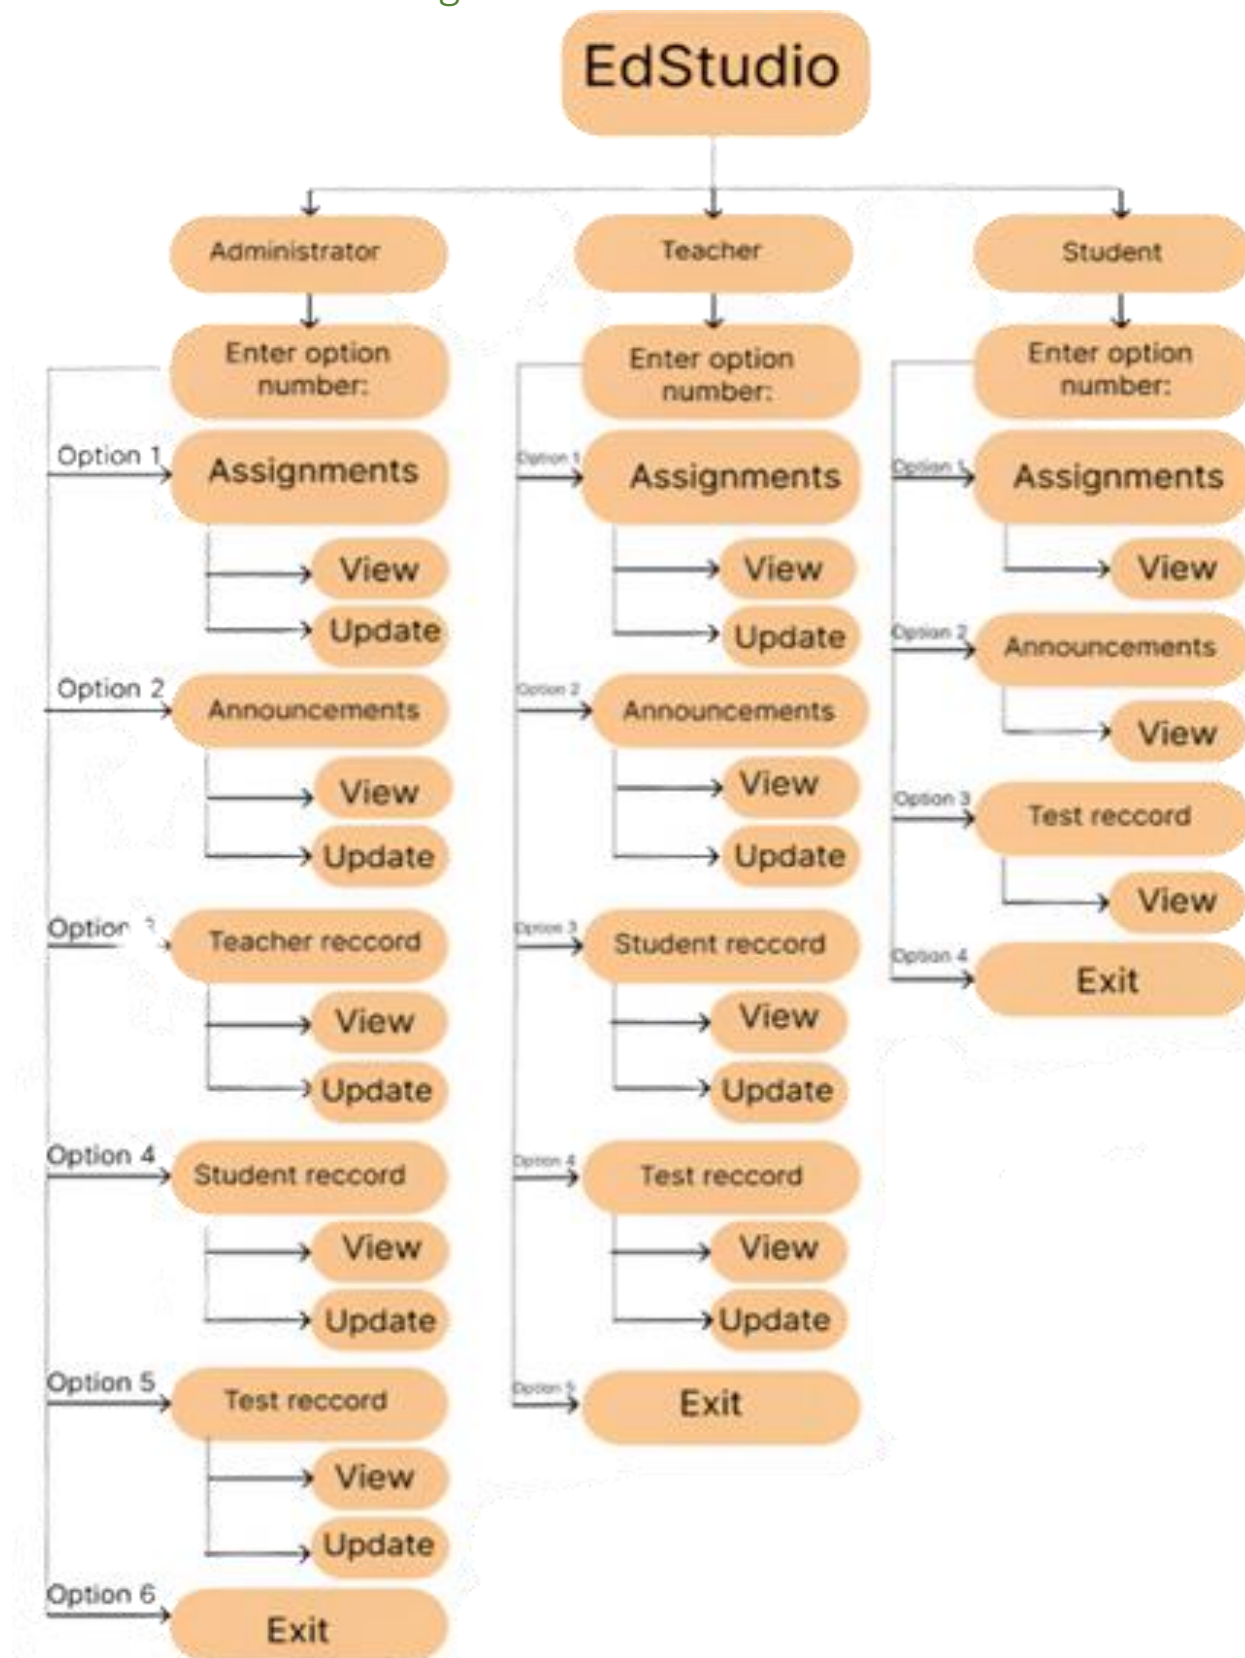 EdStudio
Administrator
Enter option
number:
Option 1
Assignments
View
Update
Option 2
Announcements
View
Update
Teacher reccord
View
Update
Option 4
Student reccord
View
Update
Option 5
Test reccord
View
Update
Option 6
Exit
Teacher
Enter option
number:
Option 1
Assignments
View
Update
Option 2
Announcements
View
Update
Option 3
Student reccord
View
Update
Option 4
Test reccord
View
Update
Option 5
Exit
Student
Enter option
number:
Option 1
Assignments
View
Option 2
Announcements
View
Option 3
Test reccord
View
Option 4
Exit